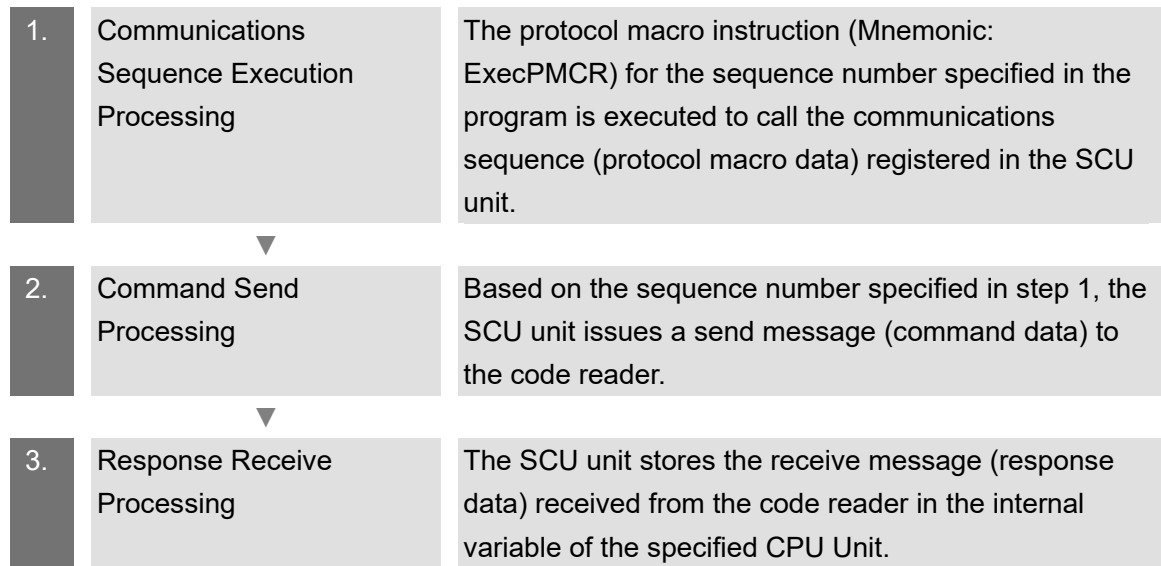 1.
Communications
Sequence Execution
Processing
The protocol macro instruction (Mnemonic:
ExecPMCR) for the sequence number specified in the
program is executed to call the communications
sequence (protocol macro data) registered in the SCU
unit.
2.
Command Send
Processing
Based on the sequence number specified in step 1, the
SCU unit issues a send message (command data) to
the code reader.
3.
Response Receive
Processing
The SCU unit stores the receive message (response
data) received from the code reader in the internal
variable of the specified CPU Unit.